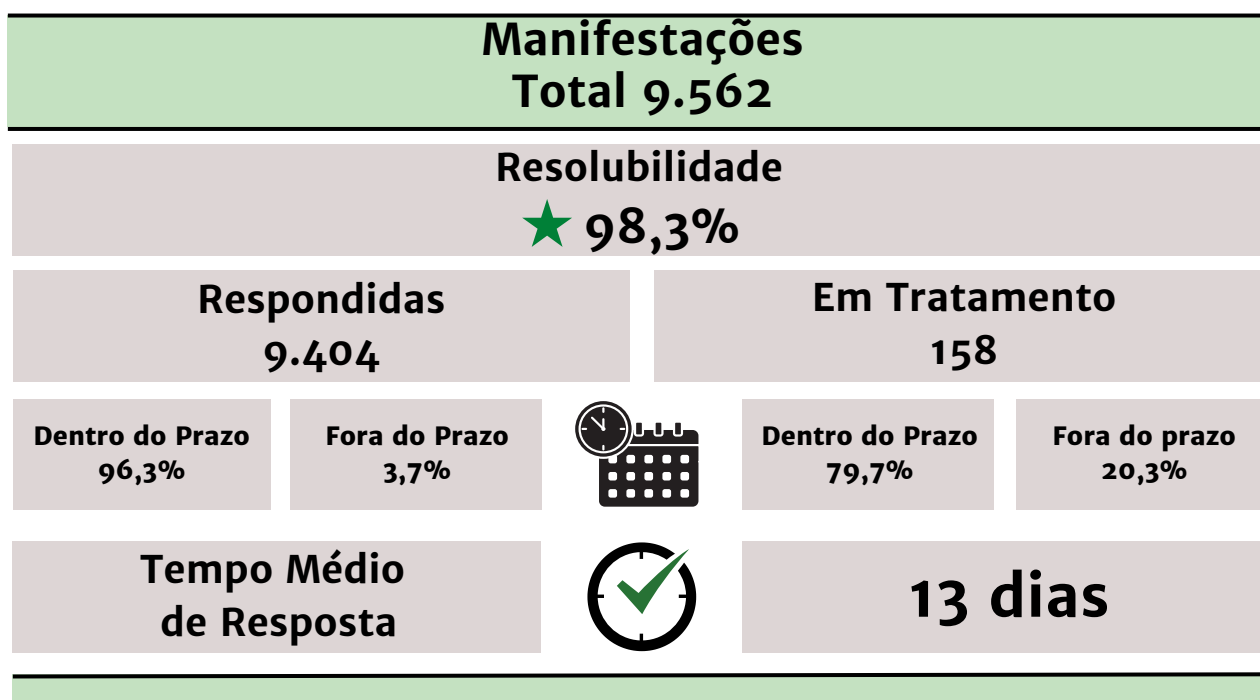 Manifestações
Total 9.562
Resolubilidade
98,3%
Respondidas
9.404
Em Tratamento
158
Dentro do Prazo
96,3%
Fora do Prazo
3,7%
Dentro do Prazo
79,7%
Fora do prazo
20,3%
Tempo Médio
de Resposta
13 dias